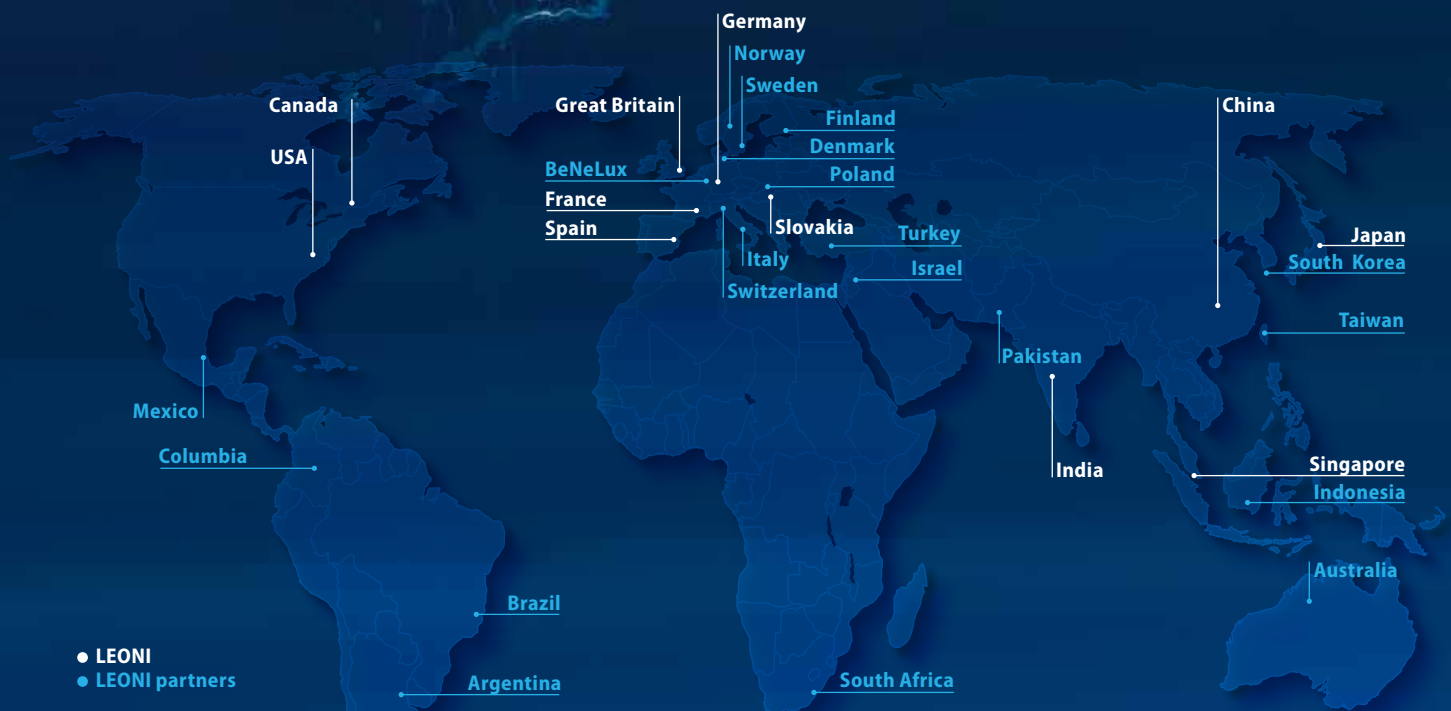 Germany
Norway
Sweden
Canada
Great Britain
China
Finland
USA
Denmark
BeNeLux
Poland
France
Spain
Slovakia
Turkey
Japan
Italy
Israel
South Korea
Switzerland
Taiwan
Pakistan
Mexico
Columbia
India
Singapore
Indonesia
Australia
Brazil
LEONI
LEONI partners
Argentina
South Africa